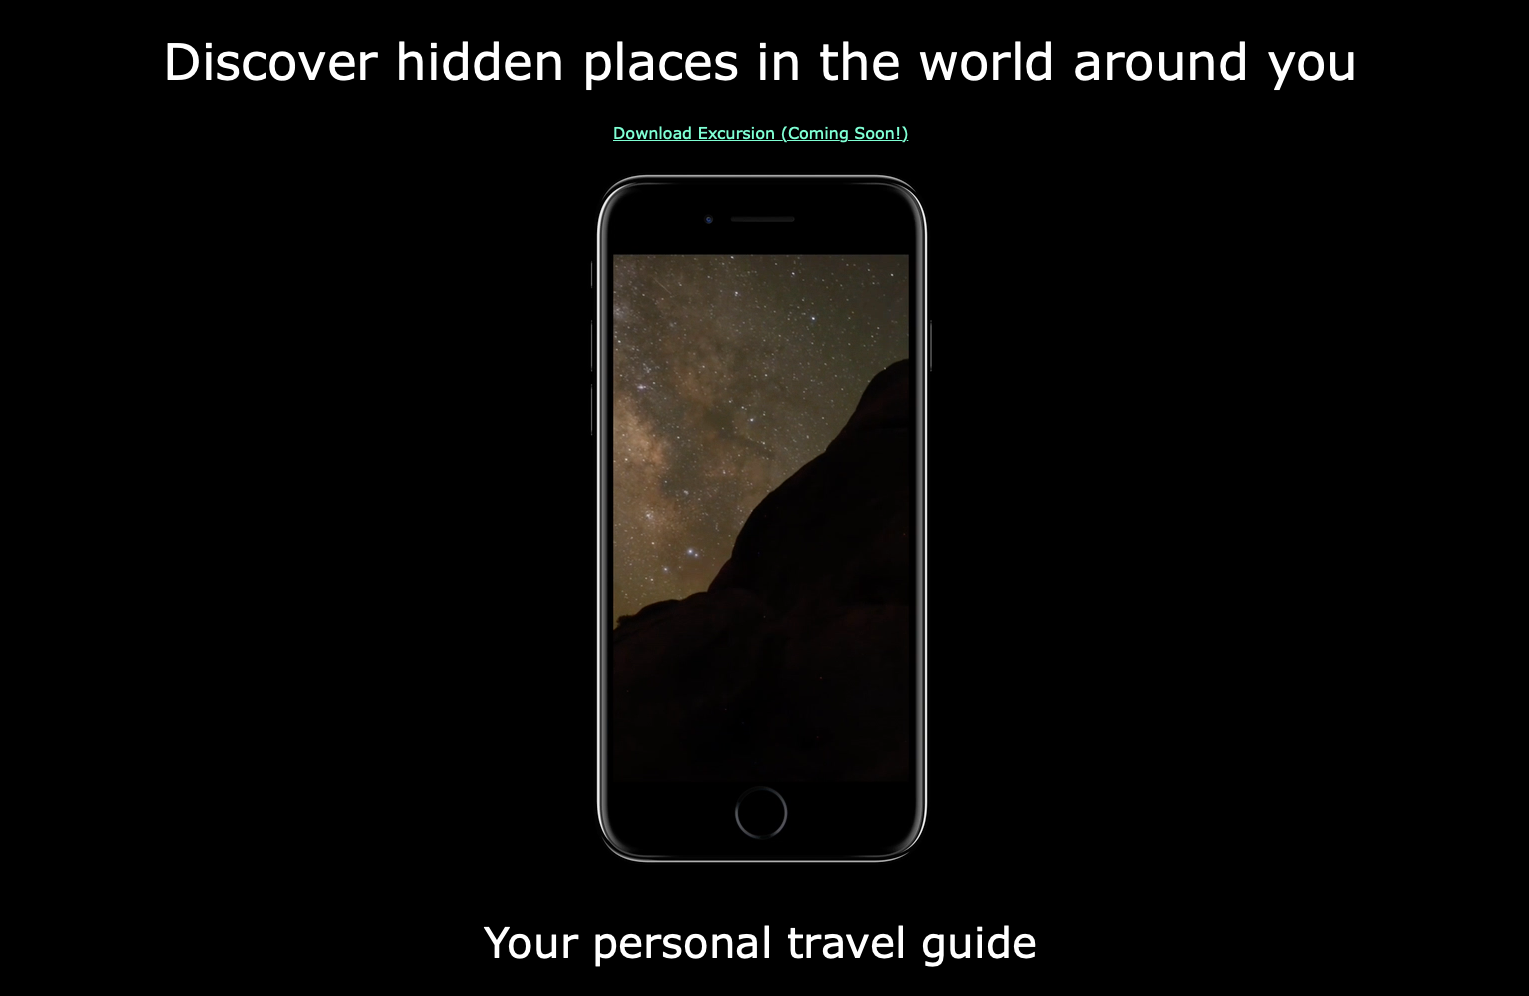 Discover hidden places in the world around you
Download Excursion (Coming Soon!)
Your personal travel guide